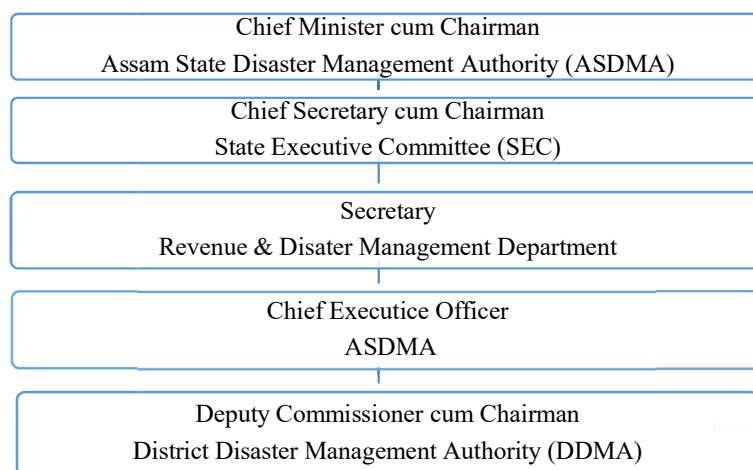 Chief Minister cum Chairman
Assam State Disaster Management Authority (ASDMA)
Chief Secretary cum Chairman
State Executive Committee (SEC)
Secretary
Revenue & Disater Management Department
Chief Executice Officer
ASDMA
Deputy Commissioner cum Chairman
District Disaster Management Authority (DDMA)